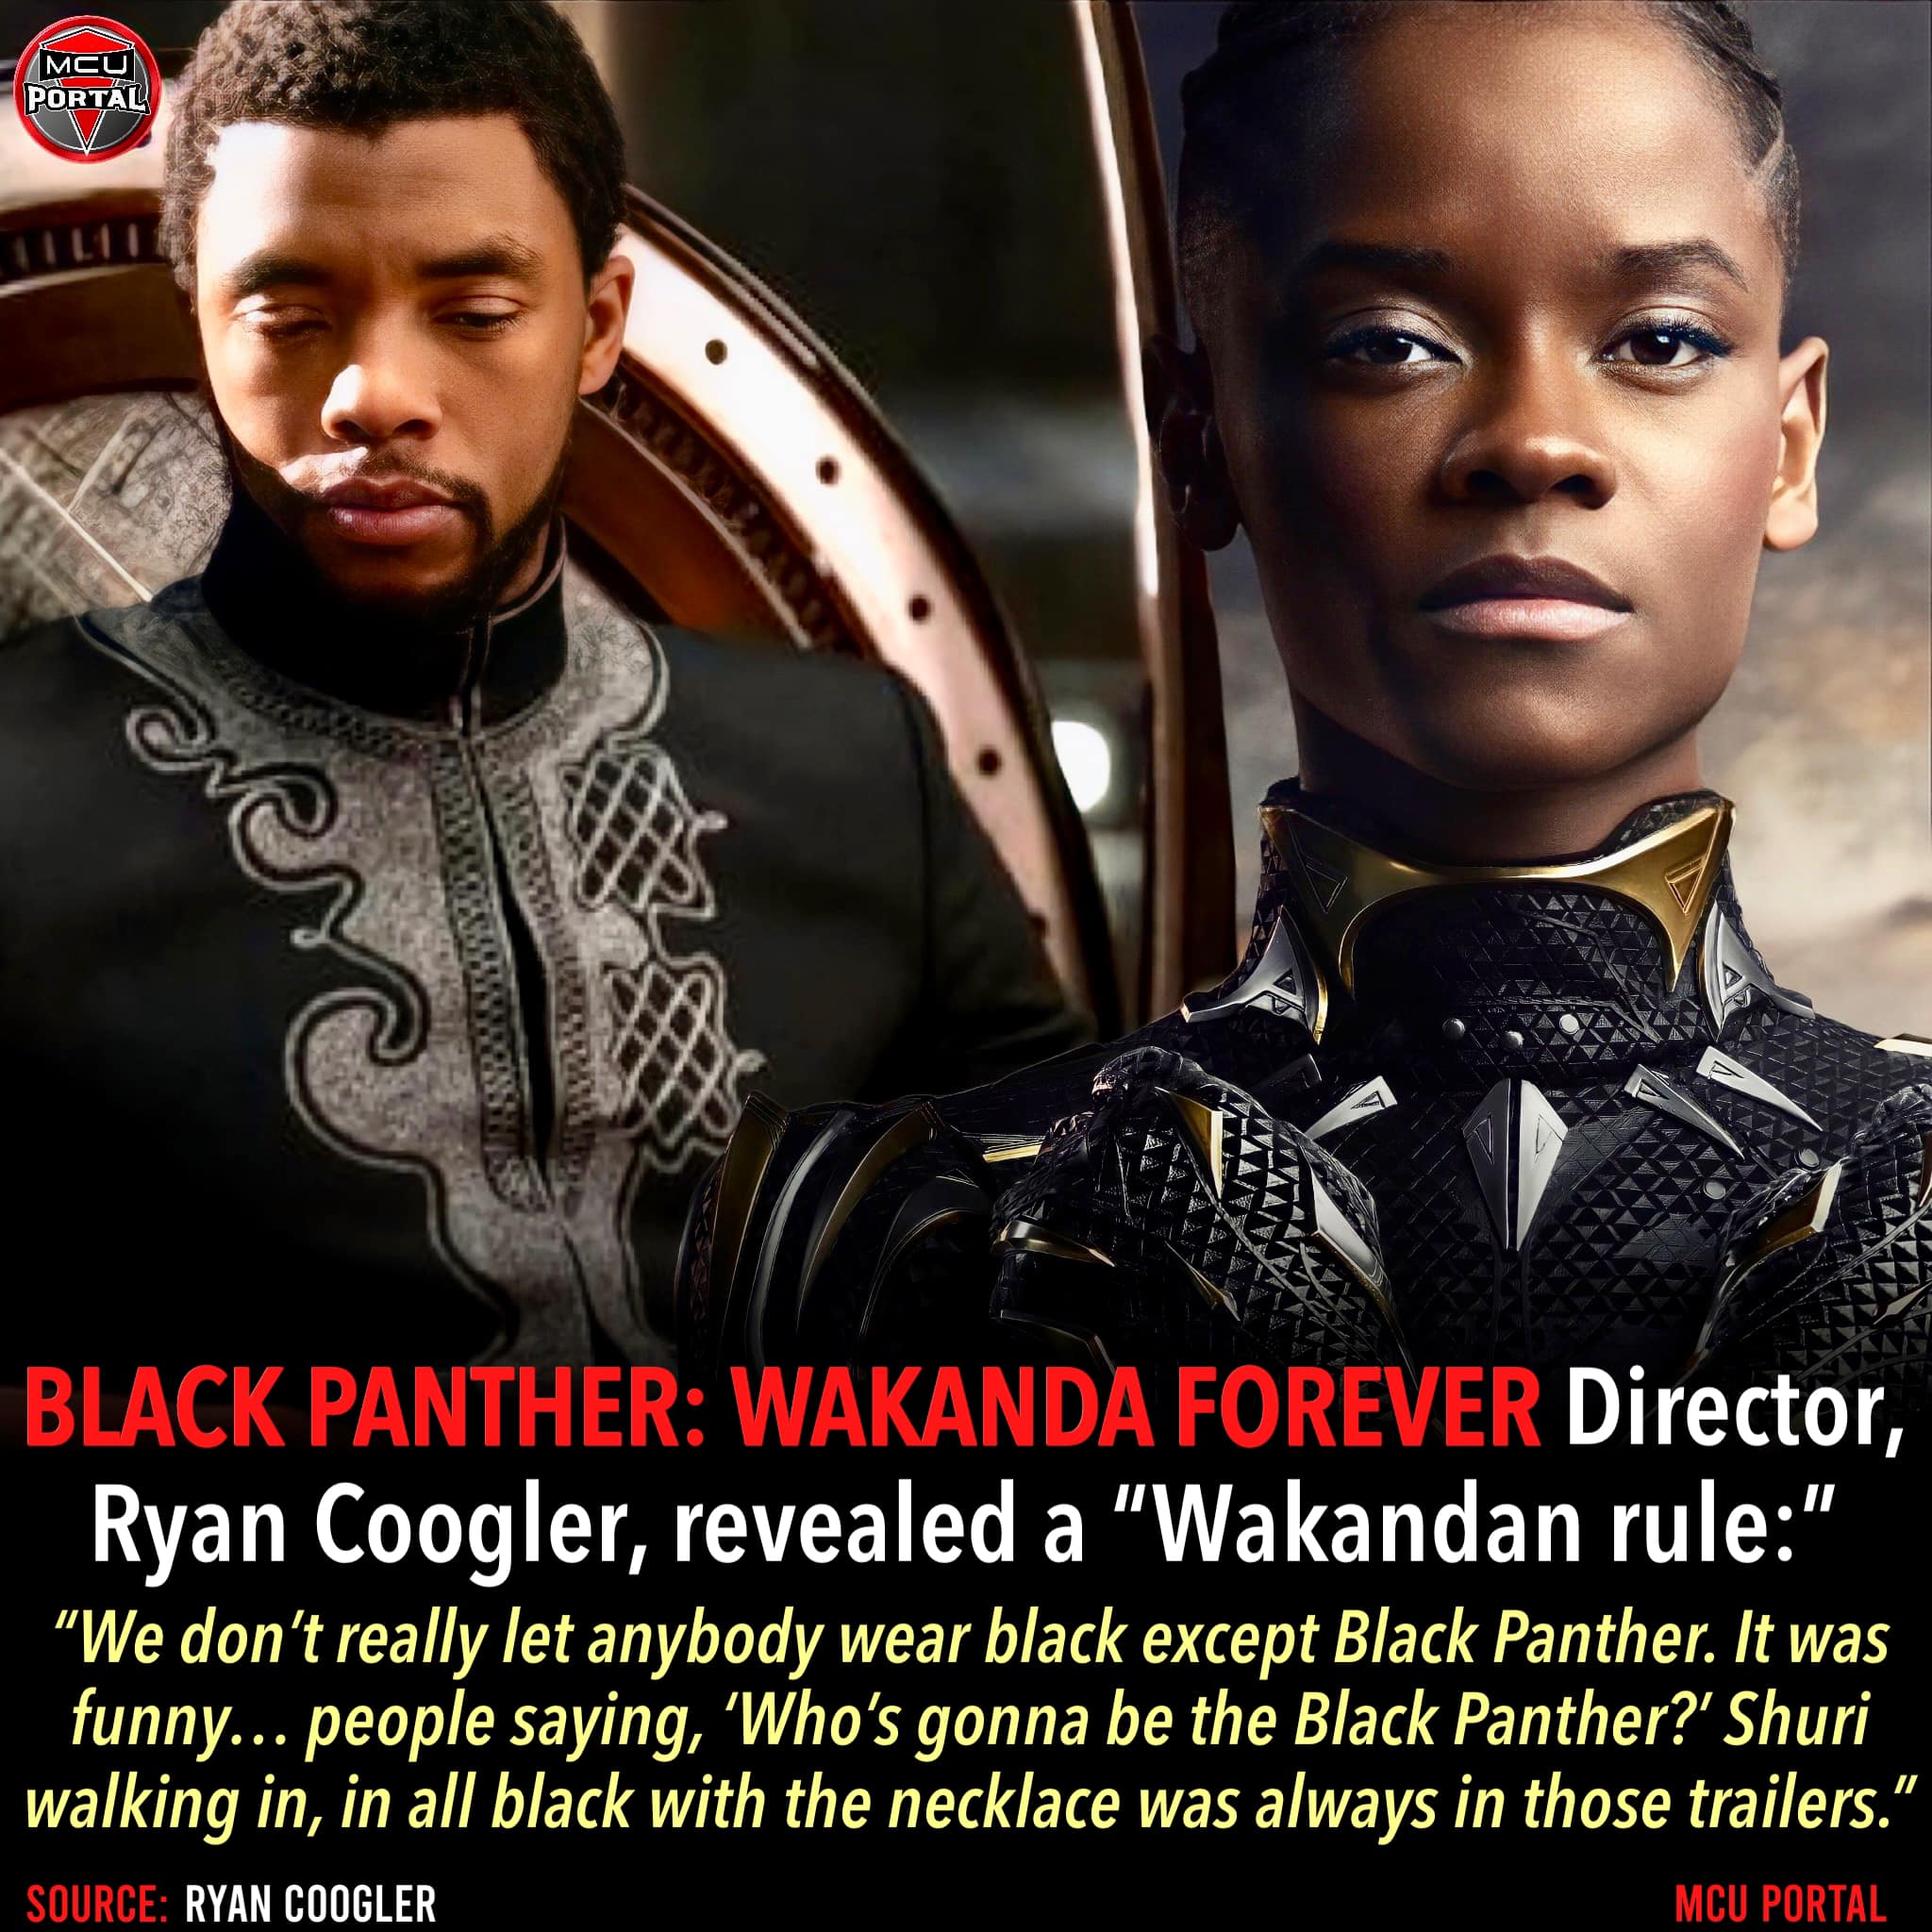 MCU
PORTAL
BLACK PANTHER: WAKANDA FOREVER Director,
Ryan Coogler, revealed a “Wakandan rule:”
“We don’t really let anybody wear black except Black Panther. It was
funny... people saying, ‘Who’s gonna be the Black Panther?’ Shuri
walking in, in all black with the necklace was always in those trailers.”
SOURCE: RYAN COOGLER
MCU PORTAL